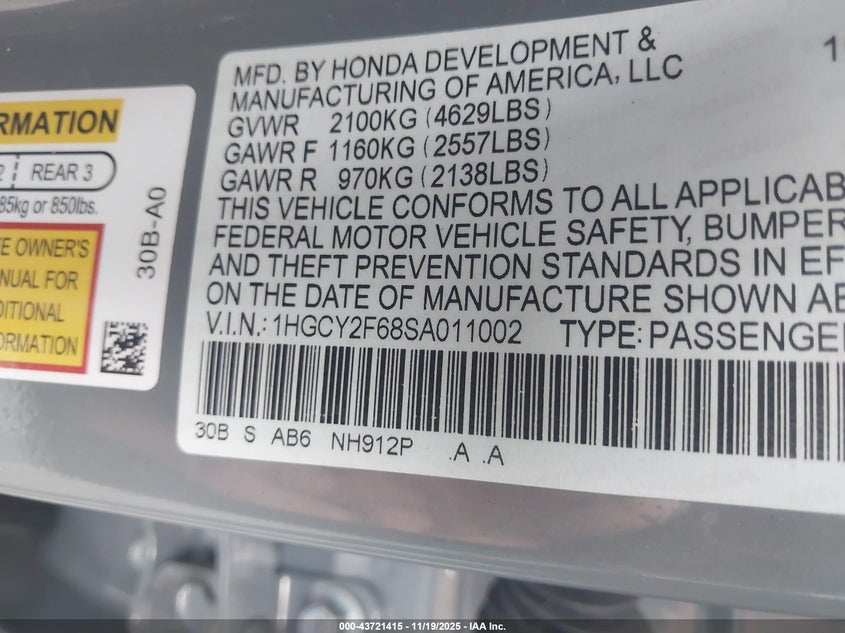 RMATION
2 REAR 3
85kg or 850lbs.
E OWNER'S
NUAL FOR
DITIONAL
ORMATION
30B-A0
1
MFD. BY HONDA DEVELOPMENT &
MANUFACTURING OF AMERICA, LLC
GVWR 2100KG (4629LBS)
GAWR F 1160KG (2557LBS)
GAWR R 970KG (2138LBS)
THIS VEHICLE CONFORMS TO ALL APPLICAB
FEDERAL MOTOR VEHICLE SAFETY, BUMPER
AND THEFT PREVENTION STANDARDS IN EF
ON THE DATE OF MANUFACTURE SHOWN AB
V.I.N.: 1HGCY2F68SA011002 TYPE: PASSENGE
30B S AB6 NH912P .A .A
000-43721415 - 11/19/2025 - IAA Inc.